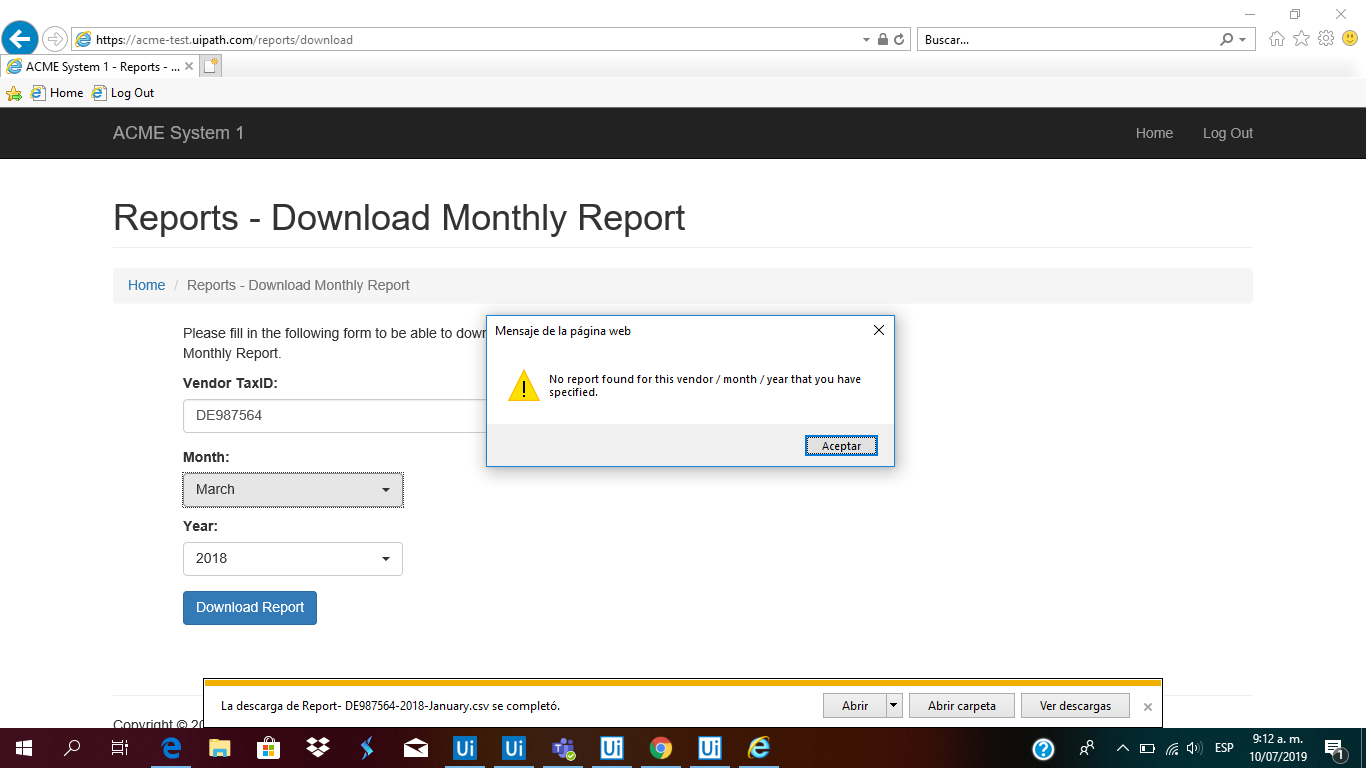 https://acme-test.uipath.com/reports/download
Buscar...
ACME System 1 - Reports - ...
Home
Log Out
ACME System 1
Home
Log Out
Reports - Download Monthly Report
Home / Reports - Download Monthly Report
Please fill in the following form to be able to dow
Monthly Report.
Vendor TaxID:
DE987564
Month:
March
Year:
2018
Download Report
Mensaje de la página web
No report found for this vendor / month / year that you have
specified.
Aceptar
La descarga de Report- DE987564-2018-January.csv se completó.
Abrir
Abrir carpeta
Ver descargas
Copyright © 20
Ui
Ui
Ui
Ui
ESP
9:12 a. m.
10/07/2019
1